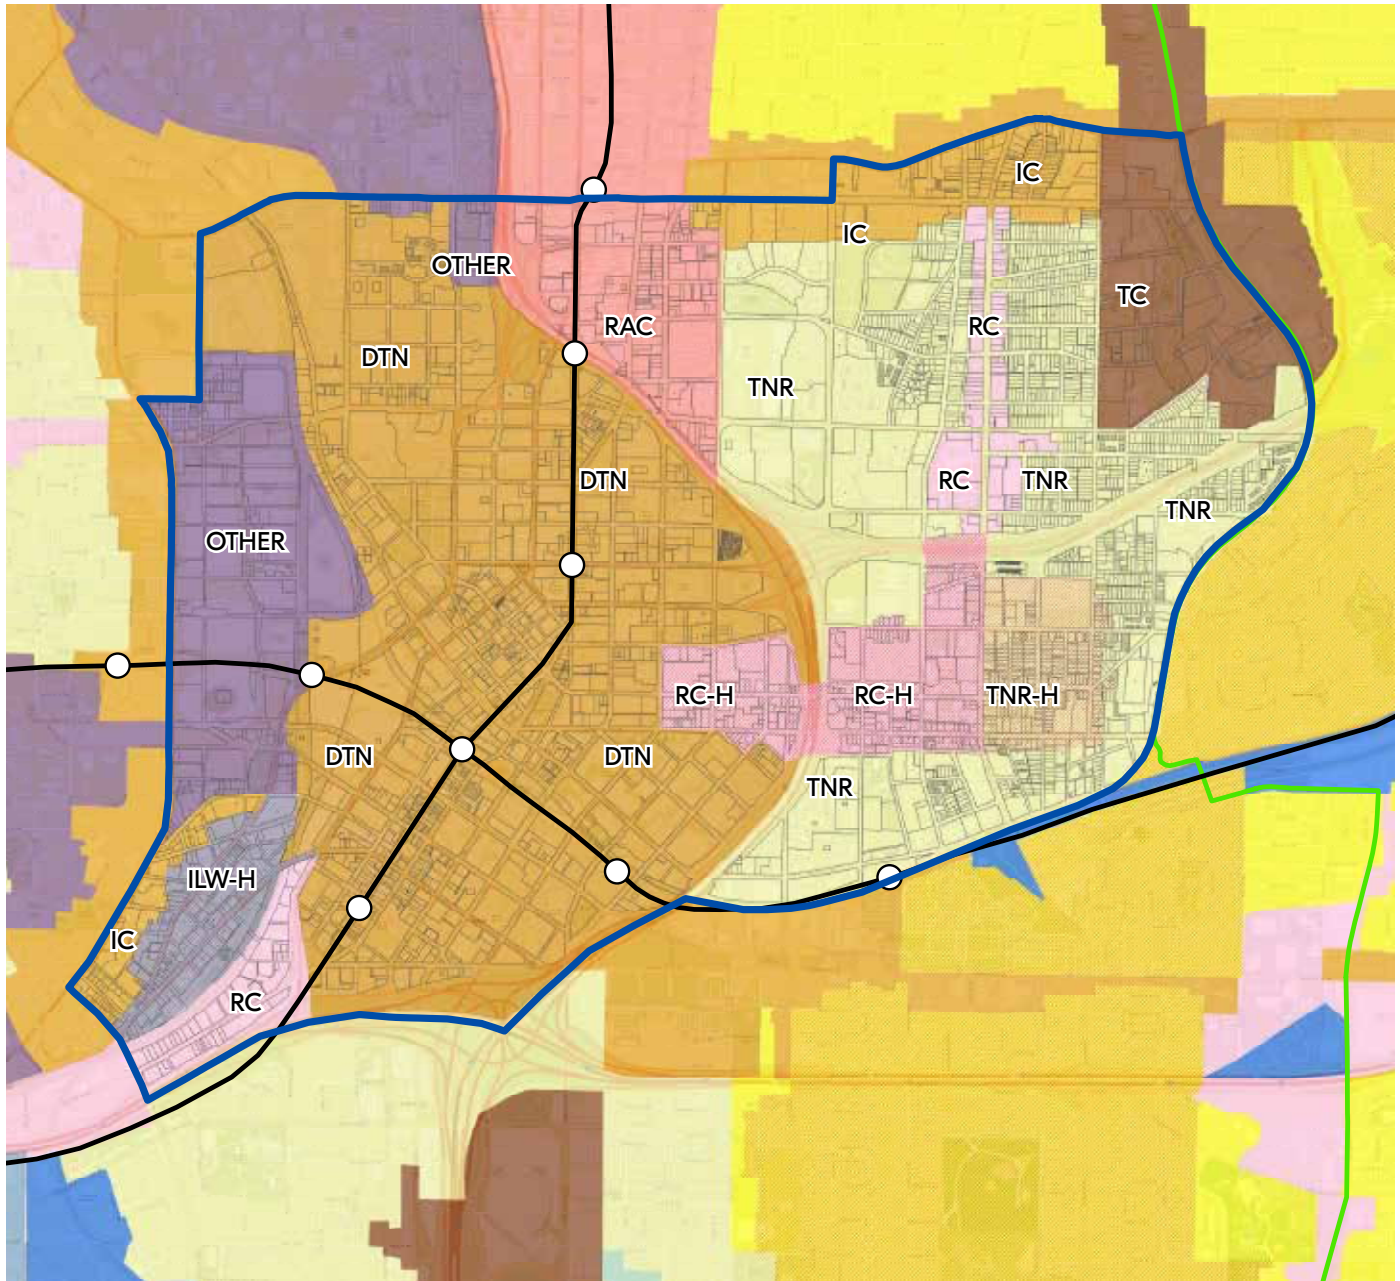 IC
IC
OTHER
TC
RAC
RC
DTN
TNR
DTN
RC
TNR
TNR
OTHER
RC-H
RC-H
TNR-H
DTN
DTN
TNR
ILW-H
IC
RC